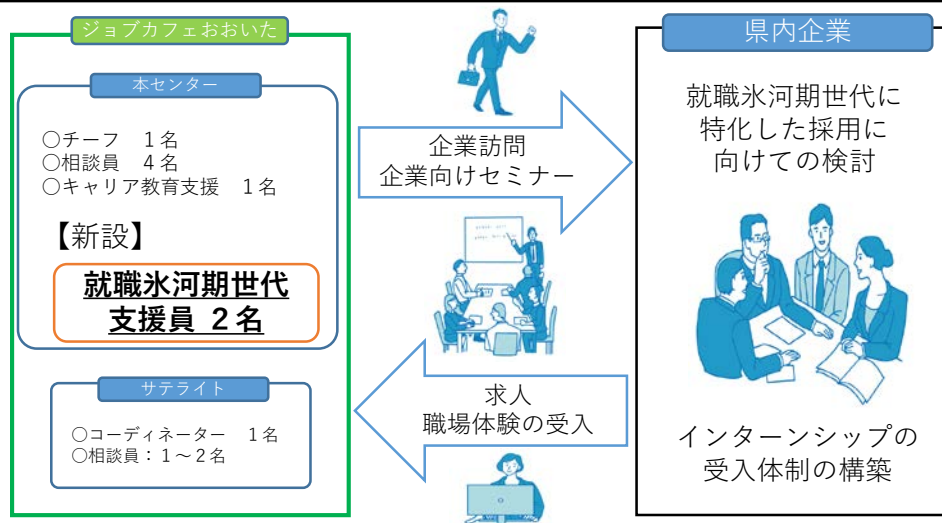 ジョブカフェおおいた
本センター
○チーフ　１名
○相談員　４名
○キャリア教育支援　１名
【新設】
就職氷河期世代
支援員 ２名
サテライト
○コーディネーター　１名
○相談員：１～２名
企業訪問
企業向けセミナー
求人
職場体験の受入
県内企業
就職氷河期世代に
特化した採用に
向けての検討
インターンシップの
受入体制の構築